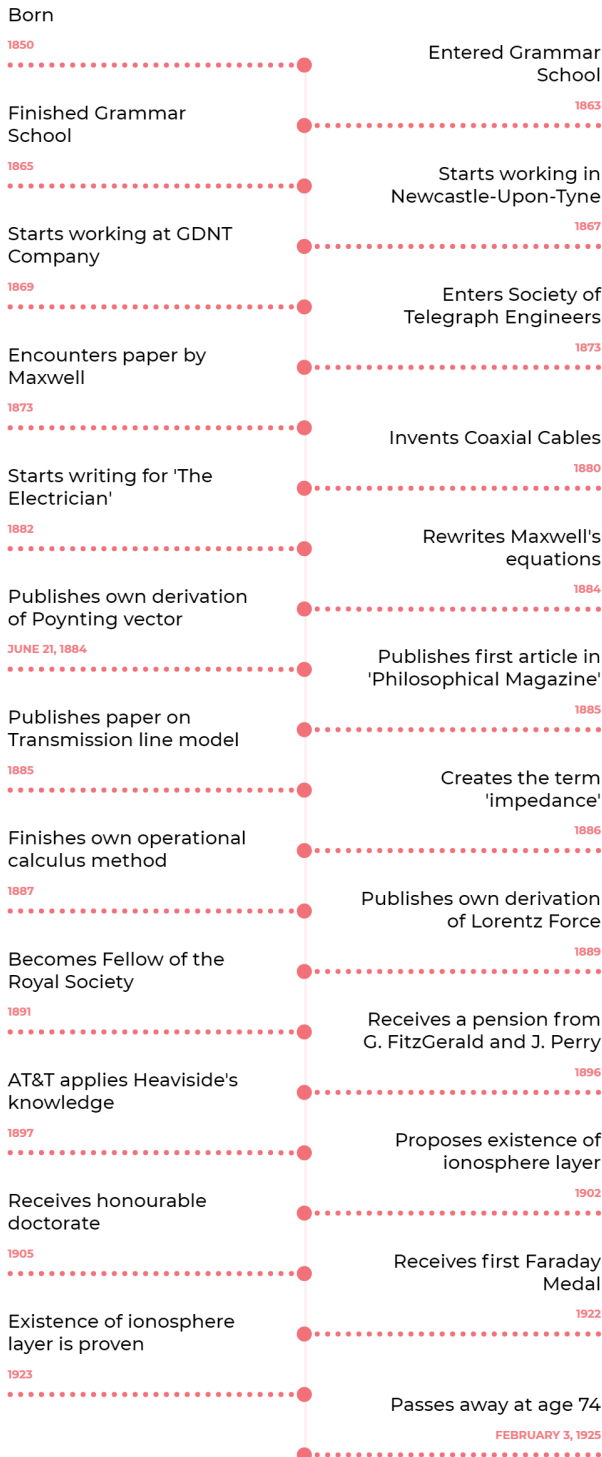 Born
1850
Entered Grammar
School
1863
Finished Grammar
School
1865
Starts working in
Newcastle-Upon-Tyne
1867
Starts working at GDNT
Company
1869
Enters Society of
Telegraph Engineers
1873
Encounters paper by
Maxwell
1873
Invents Coaxial Cables
1880
Starts writing for 'The
Electrician'
1882
Rewrites Maxwell's
equations
1884
Publishes own derivation
of Poynting vector
JUNE 21, 1884
Publishes first article in
'Philosophical Magazine'
1885
Publishes paper on
Transmission line model
1885
Creates the term
'impedance'
1886
Finishes own operational
calculus method
1887
Publishes own derivation
of Lorentz Force
1889
Becomes Fellow of the
Royal Society
1891
Receives a pension from
G. FitzGerald and J. Perry
1896
AT&T applies Heaviside's
knowledge
1897
Proposes existence of
ionosphere layer
1902
Receives honourable
doctorate
1905
Receives first Faraday
Medal
1922
Existence of ionosphere
layer is proven
1923
Passes away at age 74
FEBRUARY 3, 1925